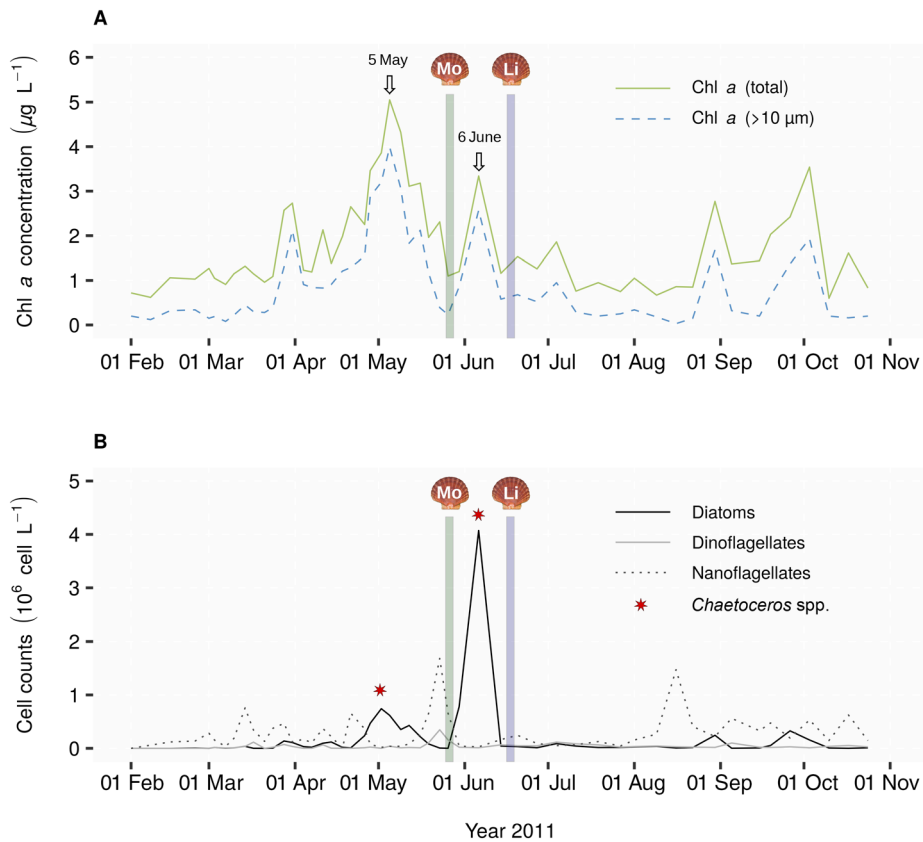 A
Chl a concentration (µg L⁻¹)
6
5
4
3
2
1
0
5 May
6 June
Mo
Li
Chl a (total)
Chl a (>10 µm)
01 Feb 01 Mar 01 Apr 01 May 01 Jun 01 Jul 01 Aug 01 Sep 01 Oct 01 Nov
B
Cell counts (10⁶ cell L⁻¹)
5
4
3
2
1
0
Mo
Li
Diatoms
Dinoflagellates
Nanoflagellates
Chaetoceros spp.
01 Feb 01 Mar 01 Apr 01 May 01 Jun 01 Jul 01 Aug 01 Sep 01 Oct 01 Nov
Year 2011